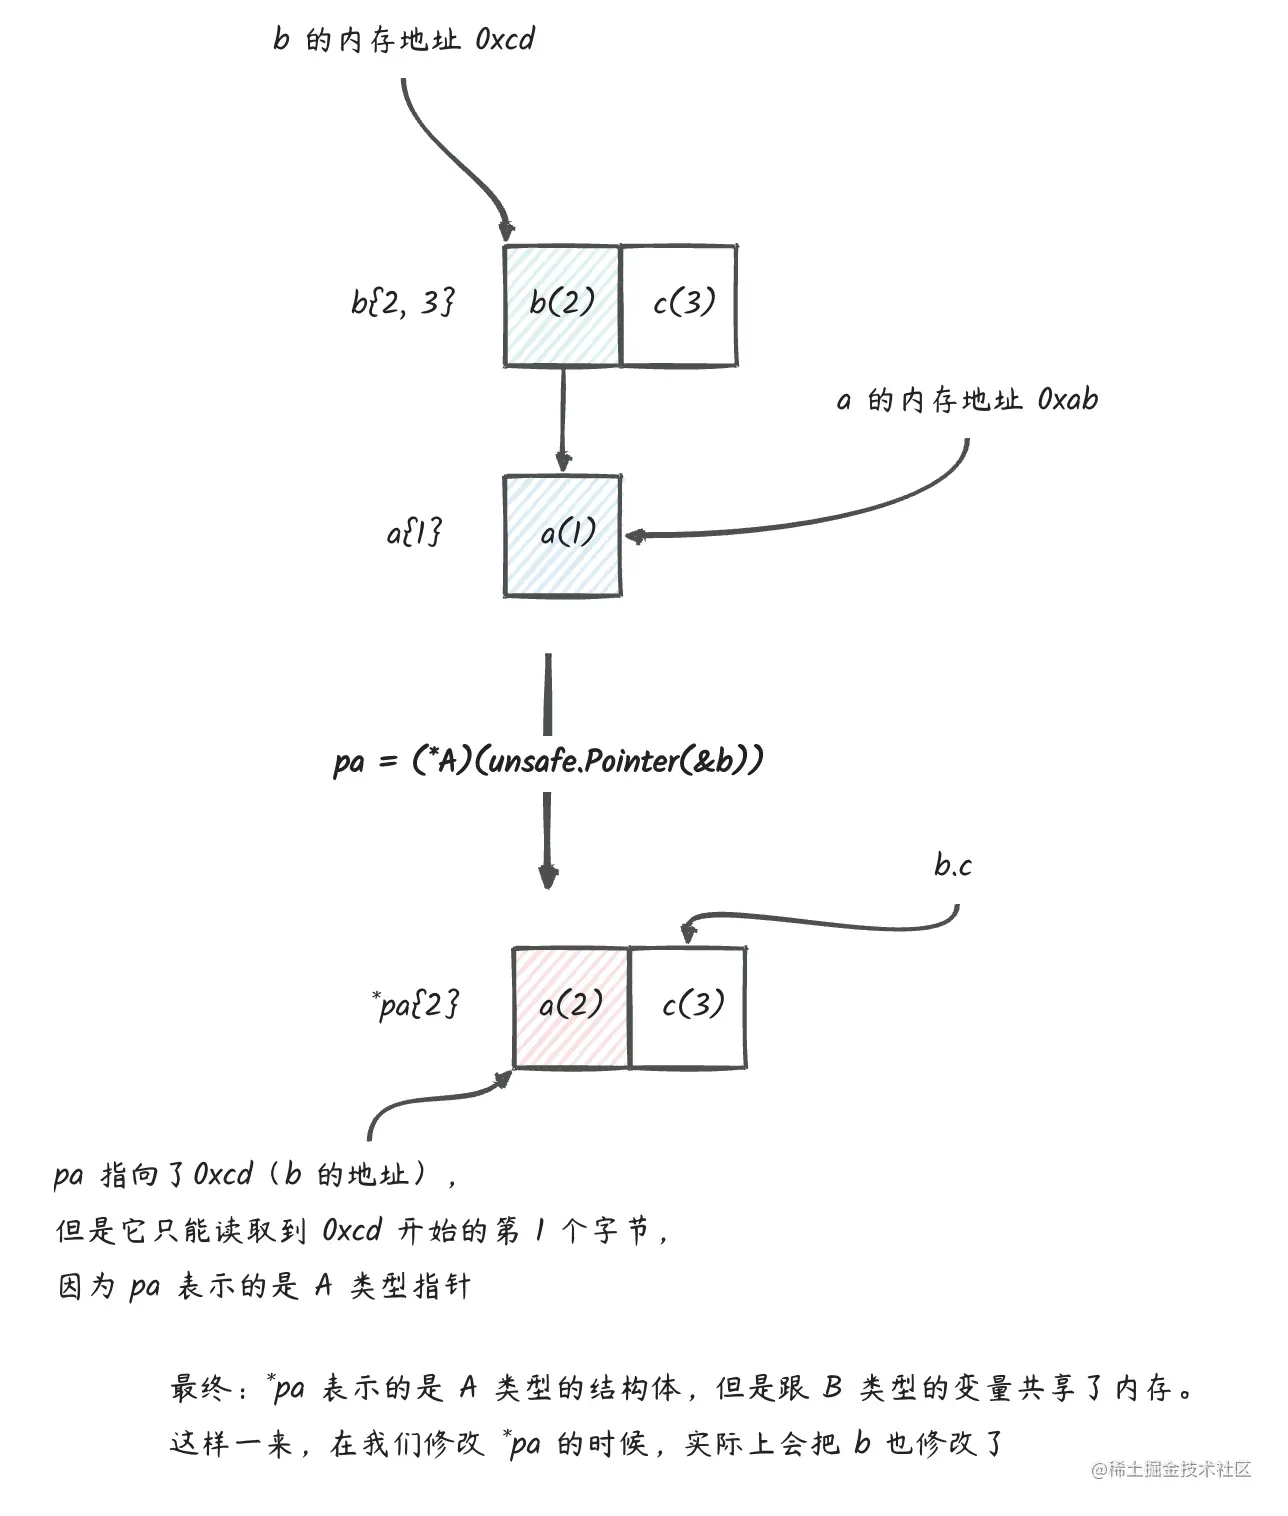 b 的内存地址 0xcd
b{2, 3}
b(2)
c(3)
a 的内存地址 0xab
a{1}
a(1)
pa = (*A)(unsafe.Pointer(&b))
b.c
*pa{2}
a(2)
c(3)
pa 指向了0xcd（b 的地址），
但是它只能读取到 0xcd 开始的第 1 个字节，
因为 pa 表示的是 A 类型指针
最终：*pa 表示的是 A 类型的结构体，但是跟 B 类型的变量共享了内存。
这样一来，在我们修改 *pa 的时候，实际上会把 b 也修改了
@稀土掘金技术社区